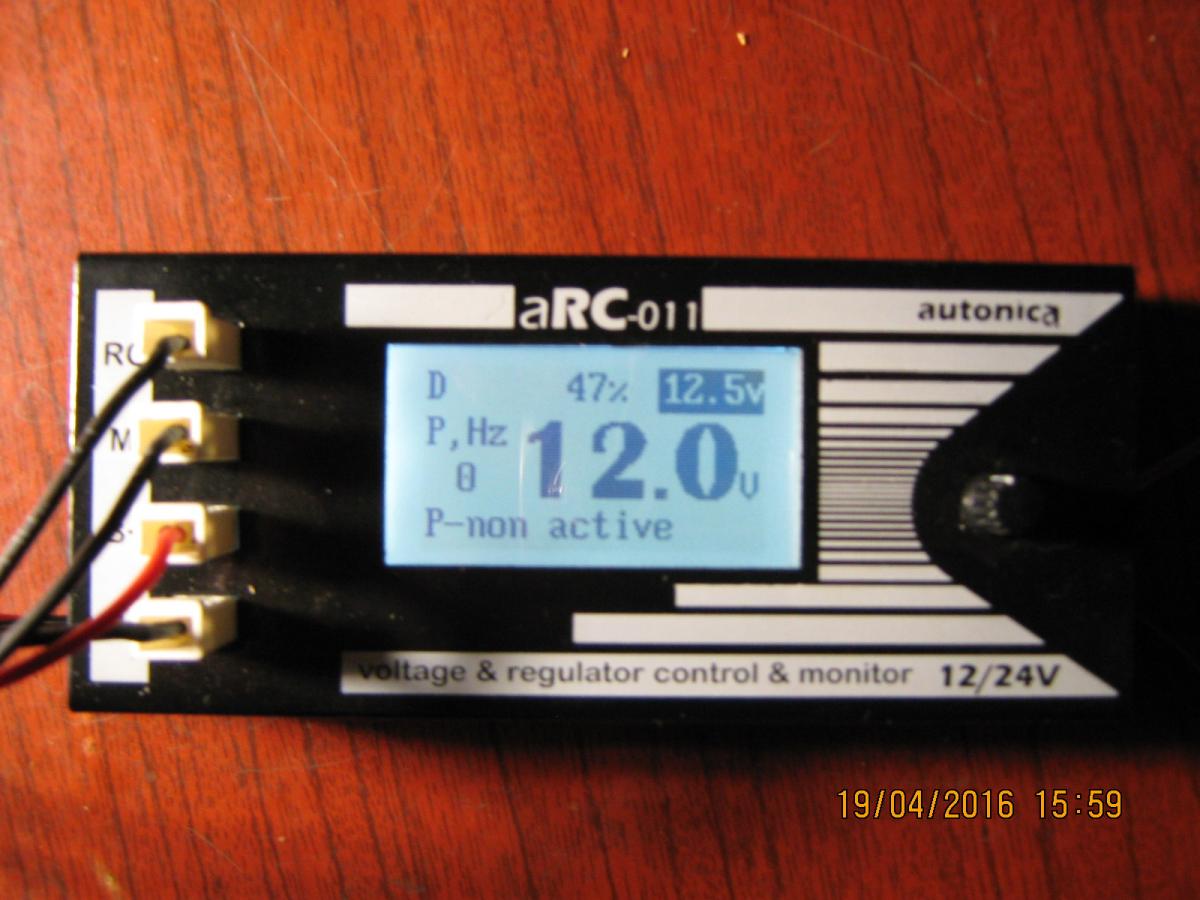 aRC-011
autonica
RC
M
D 47% 12.5v
P,Hz 12.0v
0
P-non active
voltage & regulator control & monitor 12/24V
19/04/2016 15:59